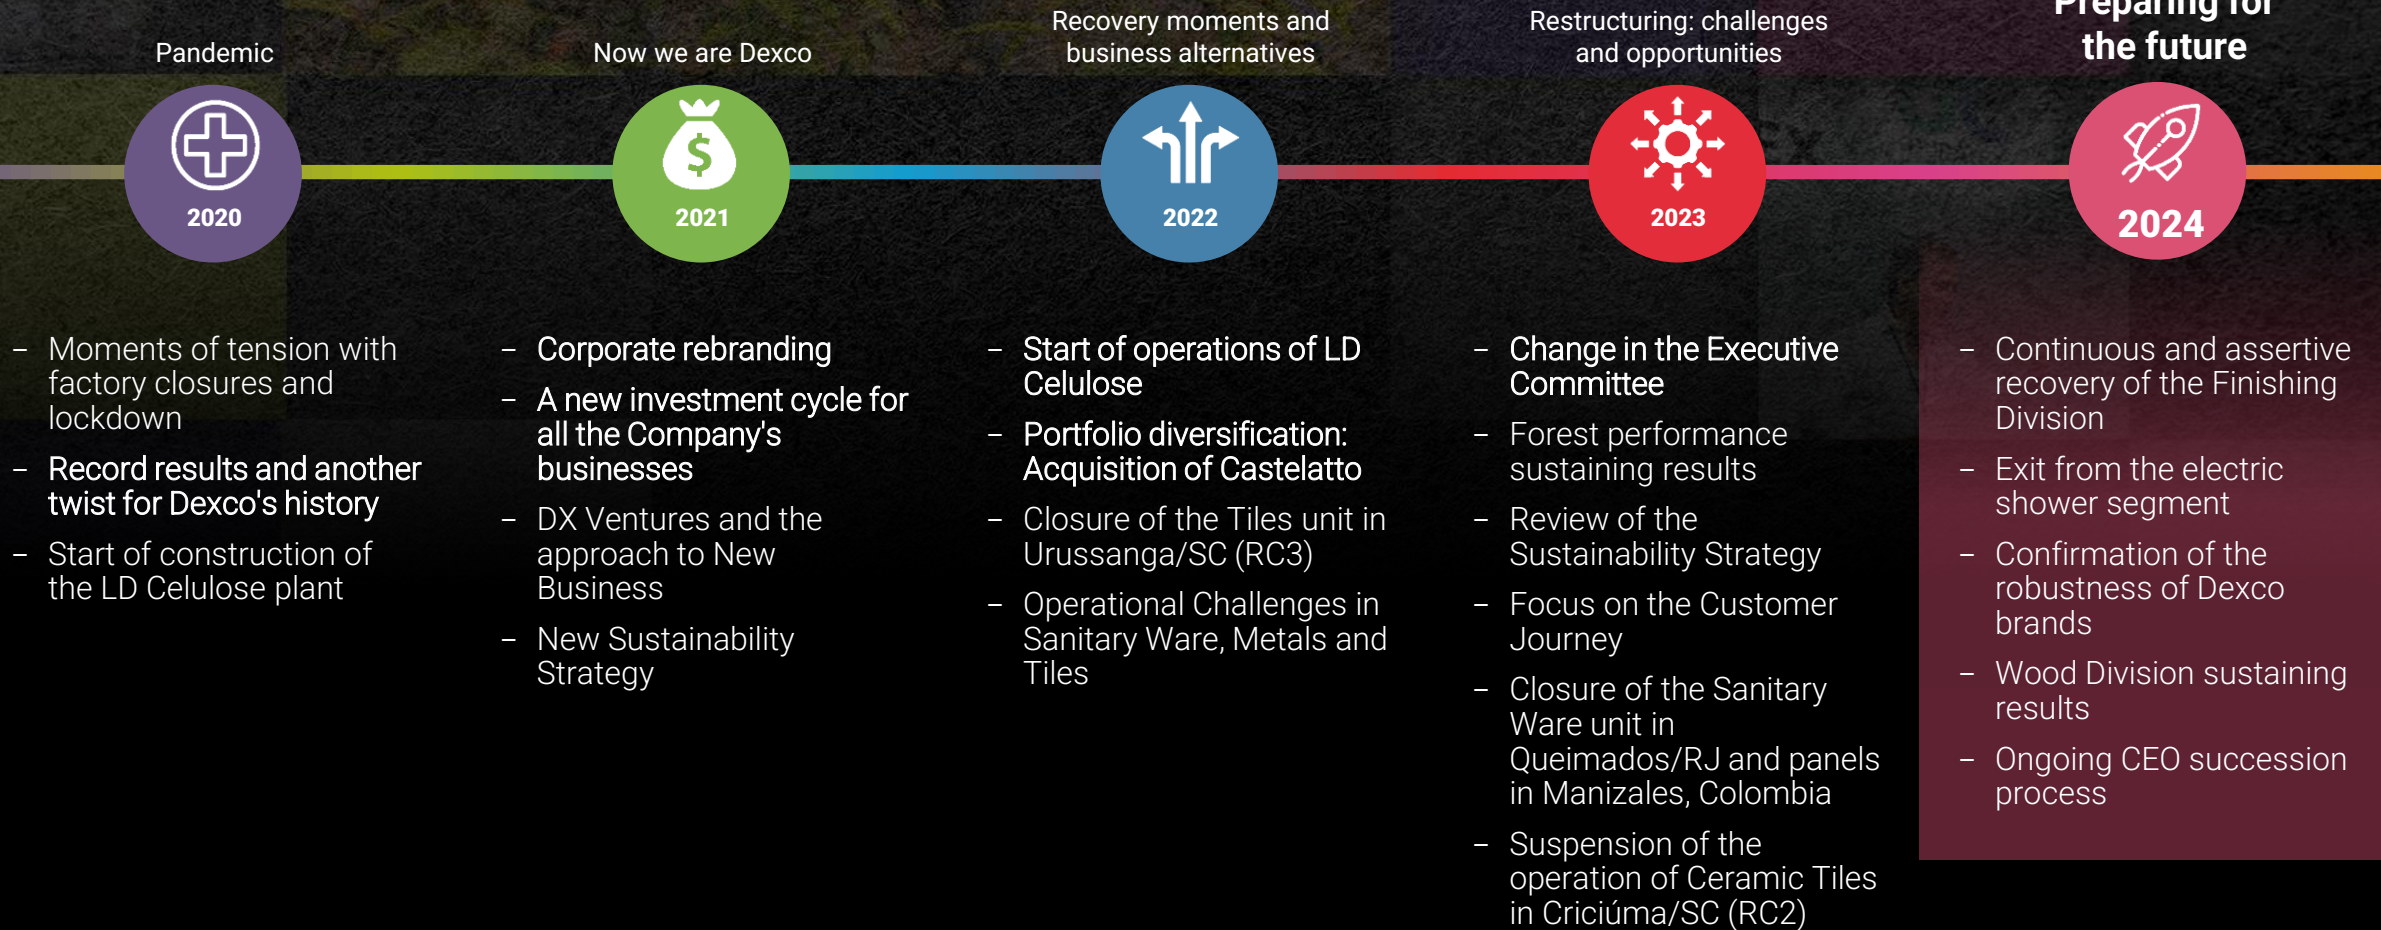 Pandemic
2020
– Moments of tension with
factory closures and
lockdown
– Record results and another
twist for Dexco's history
– Start of construction of
the LD Celulose plant
Now we are Dexco
$
2021
– Corporate rebranding
– A new investment cycle for
all the Company's
businesses
– DX Ventures and the
approach to New
Business
– New Sustainability
Strategy
Recovery moments and
business alternatives
2022
– Start of operations of LD
Celulose
– Portfolio diversification:
Acquisition of Castelatto
– Closure of the Tiles unit in
Urussanga/SC (RC3)
– Operational Challenges in
Sanitary Ware, Metals and
Tiles
Restructuring: challenges
and opportunities
2023
– Change in the Executive
Committee
– Forest performance
sustaining results
– Review of the
Sustainability Strategy
– Focus on the Customer
Journey
– Closure of the Sanitary
Ware unit in
Queimados/RJ and panels
in Manizales, Colombia
– Suspension of the
operation of Ceramic Tiles
in Criciúma/SC (RC2)
Preparing for
the future
2024
– Continuous and assertive
recovery of the Finishing
Division
– Exit from the electric
shower segment
– Confirmation of the
robustness of Dexco
brands
– Wood Division sustaining
results
– Ongoing CEO succession
process